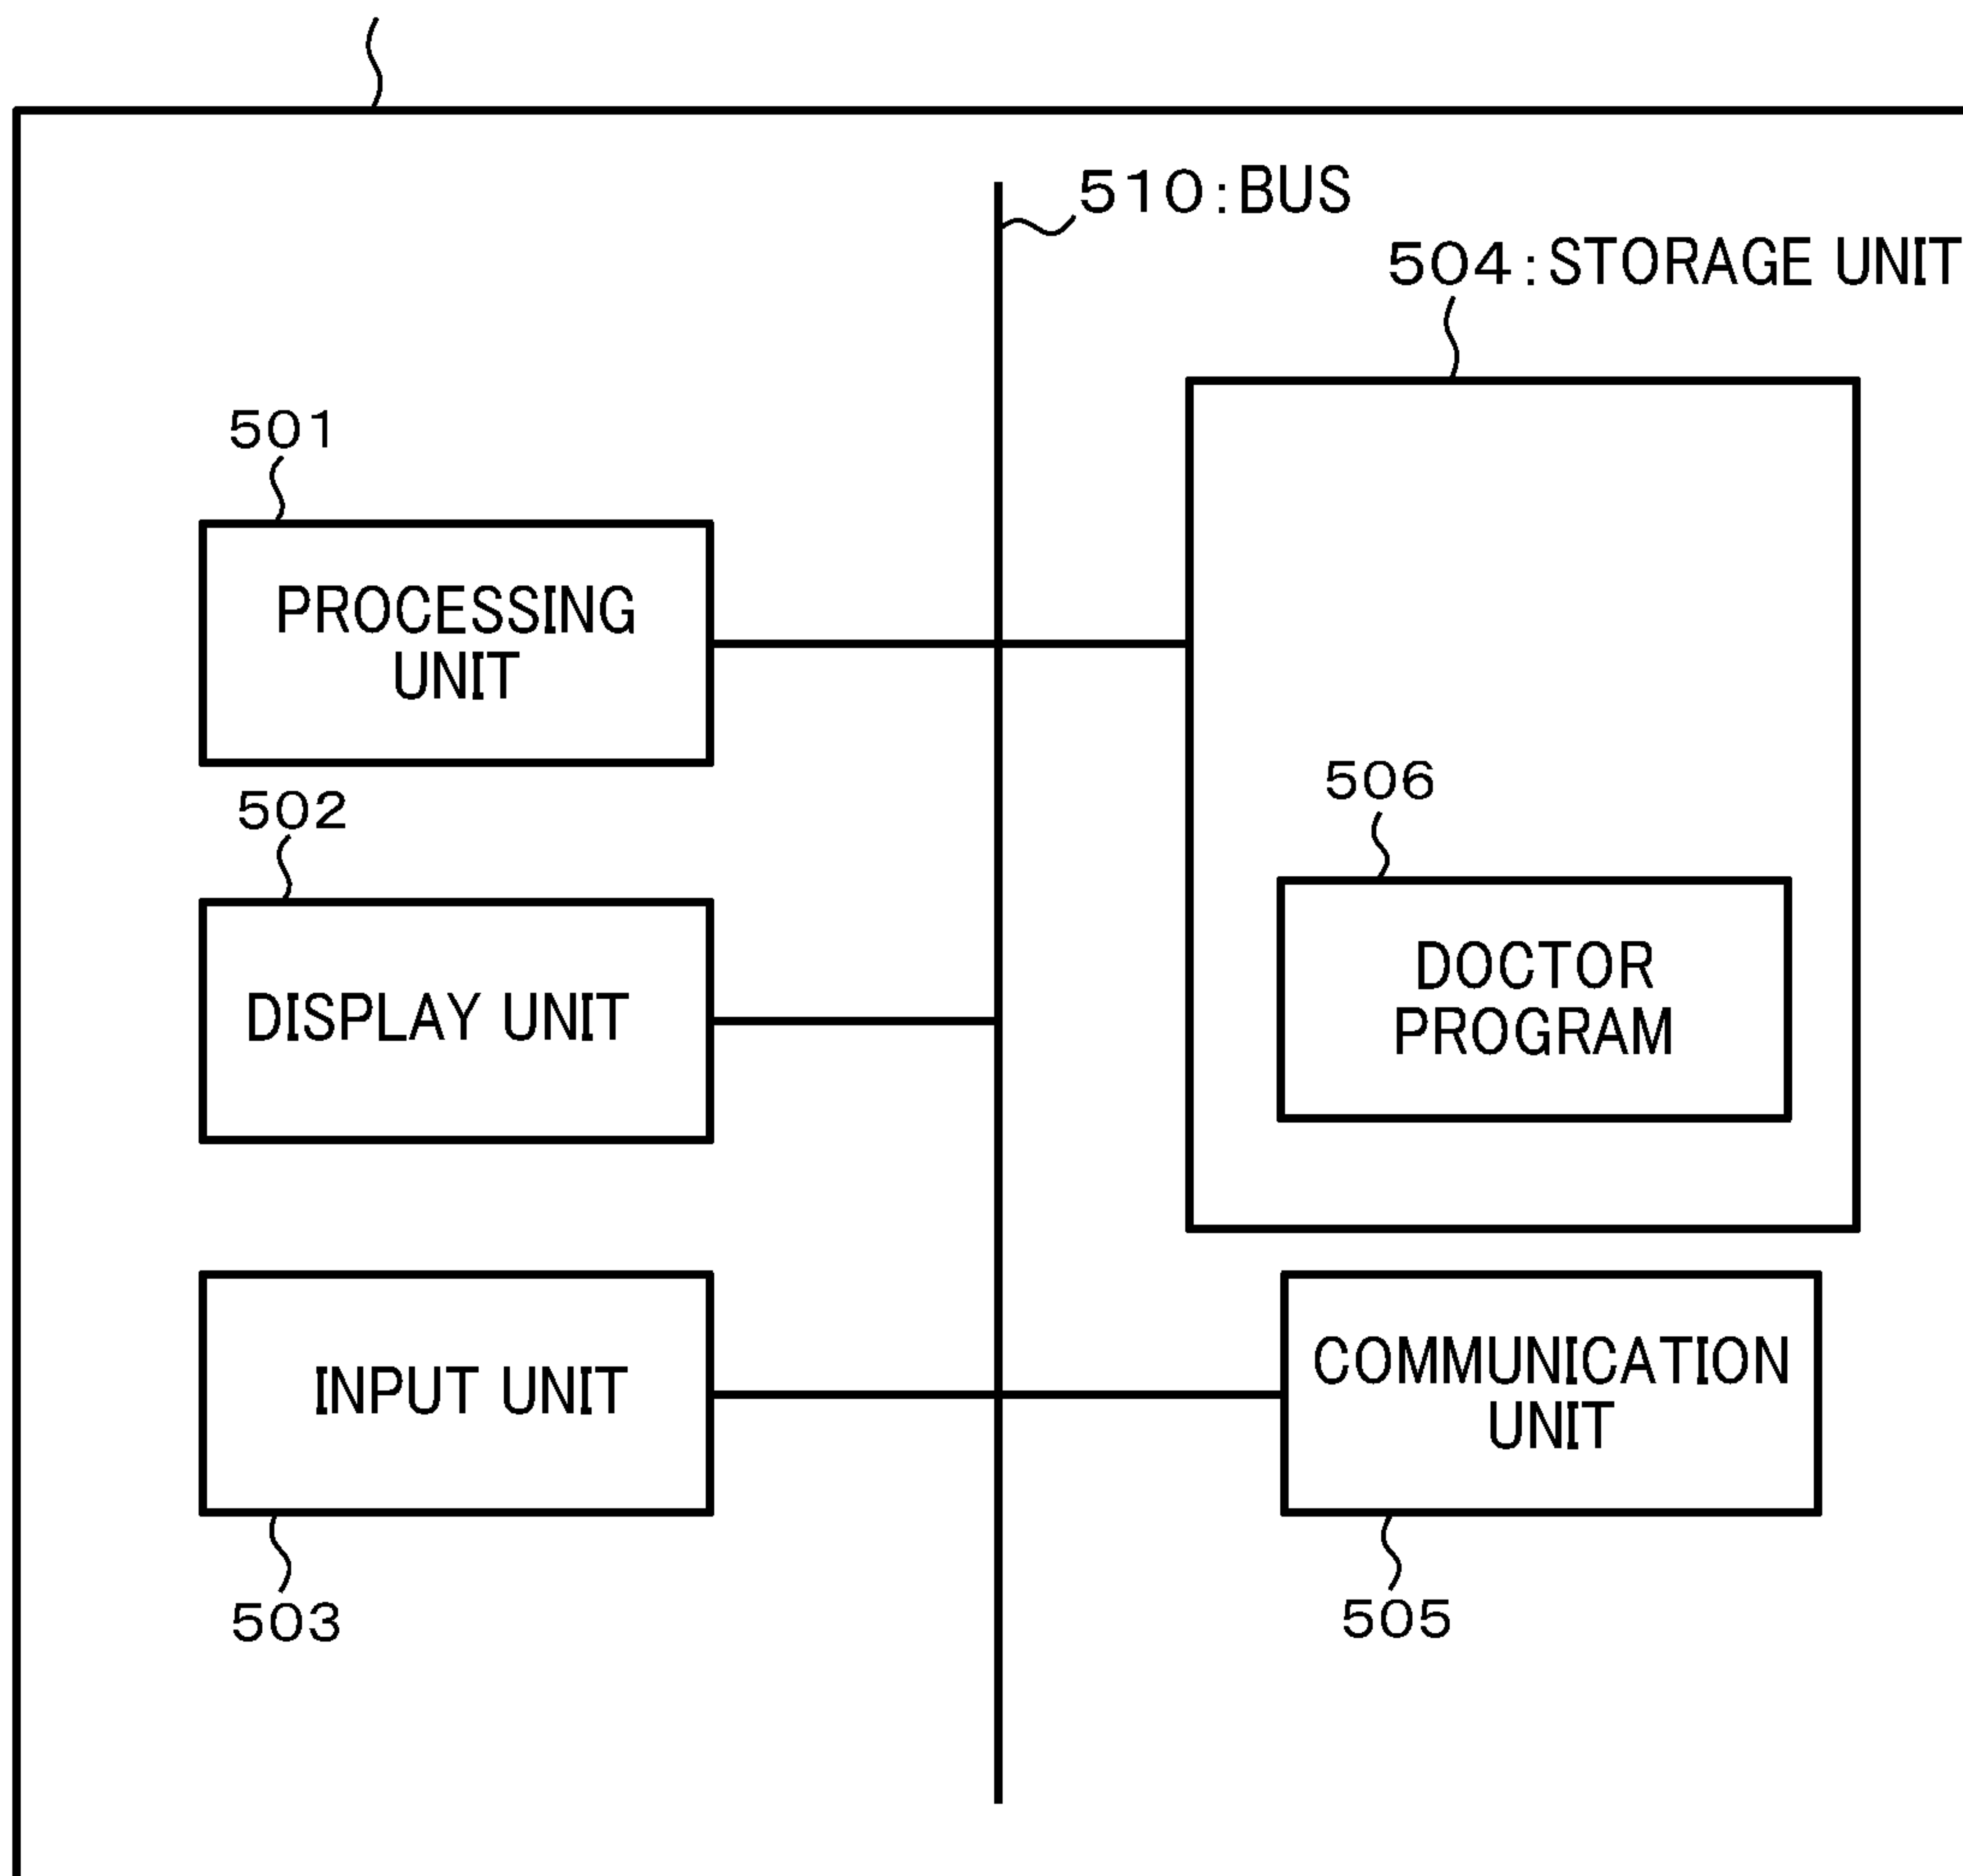 510:BUS
504:STORAGE UNIT
501
PROCESSING
UNIT
506
502
DOCTOR
PROGRAM
DISPLAY UNIT
INPUT UNIT
COMMUNICATION
UNIT
503
505